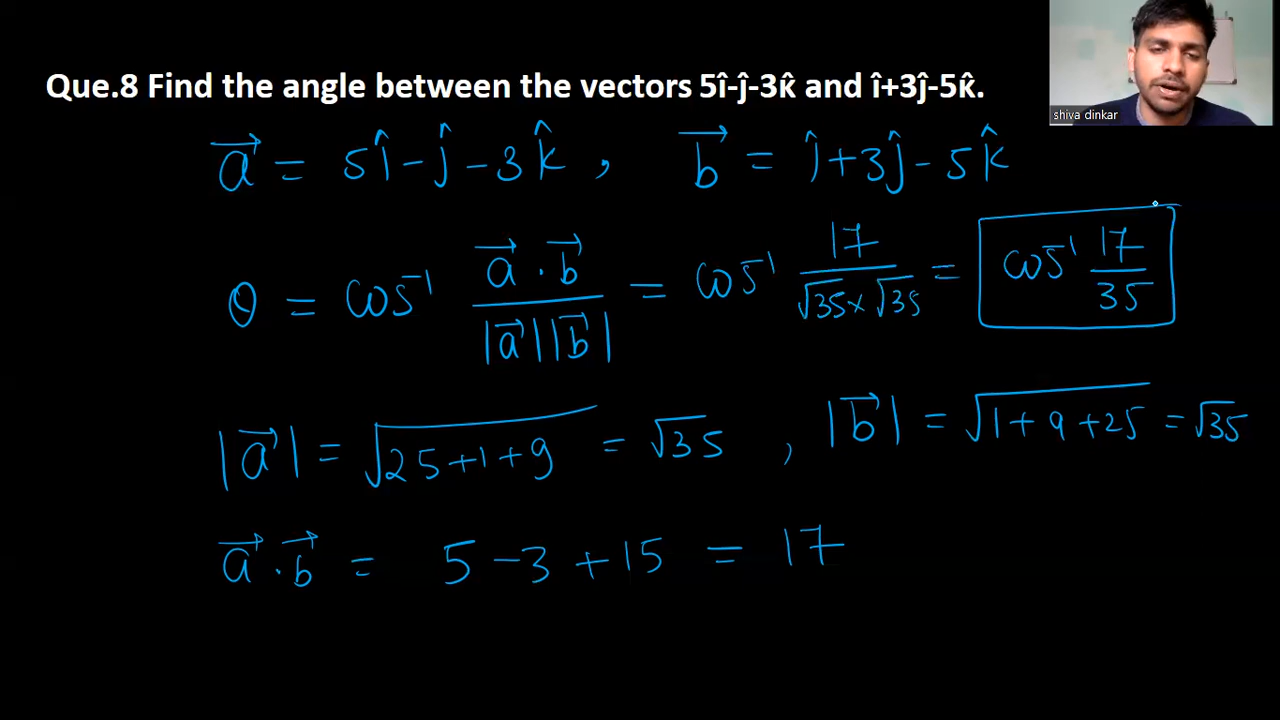 Que.8 Find the angle between the vectors 5î-ĵ-3k̂ and î+3ĵ-5k̂.
shiva dinkar
a⃗ = 5î - ĵ - 3k̂ , b⃗ = î + 3ĵ - 5k̂
θ = cos⁻¹ (a⃗ · b⃗)/(|a⃗||b⃗|) = cos⁻¹ 17/(√35 × √35) = cos⁻¹ 17/35
|a⃗| = √(25+1+9) = √35 , |b⃗| = √(1+9+25) = √35
a⃗ · b⃗ = 5 - 3 + 15 = 17